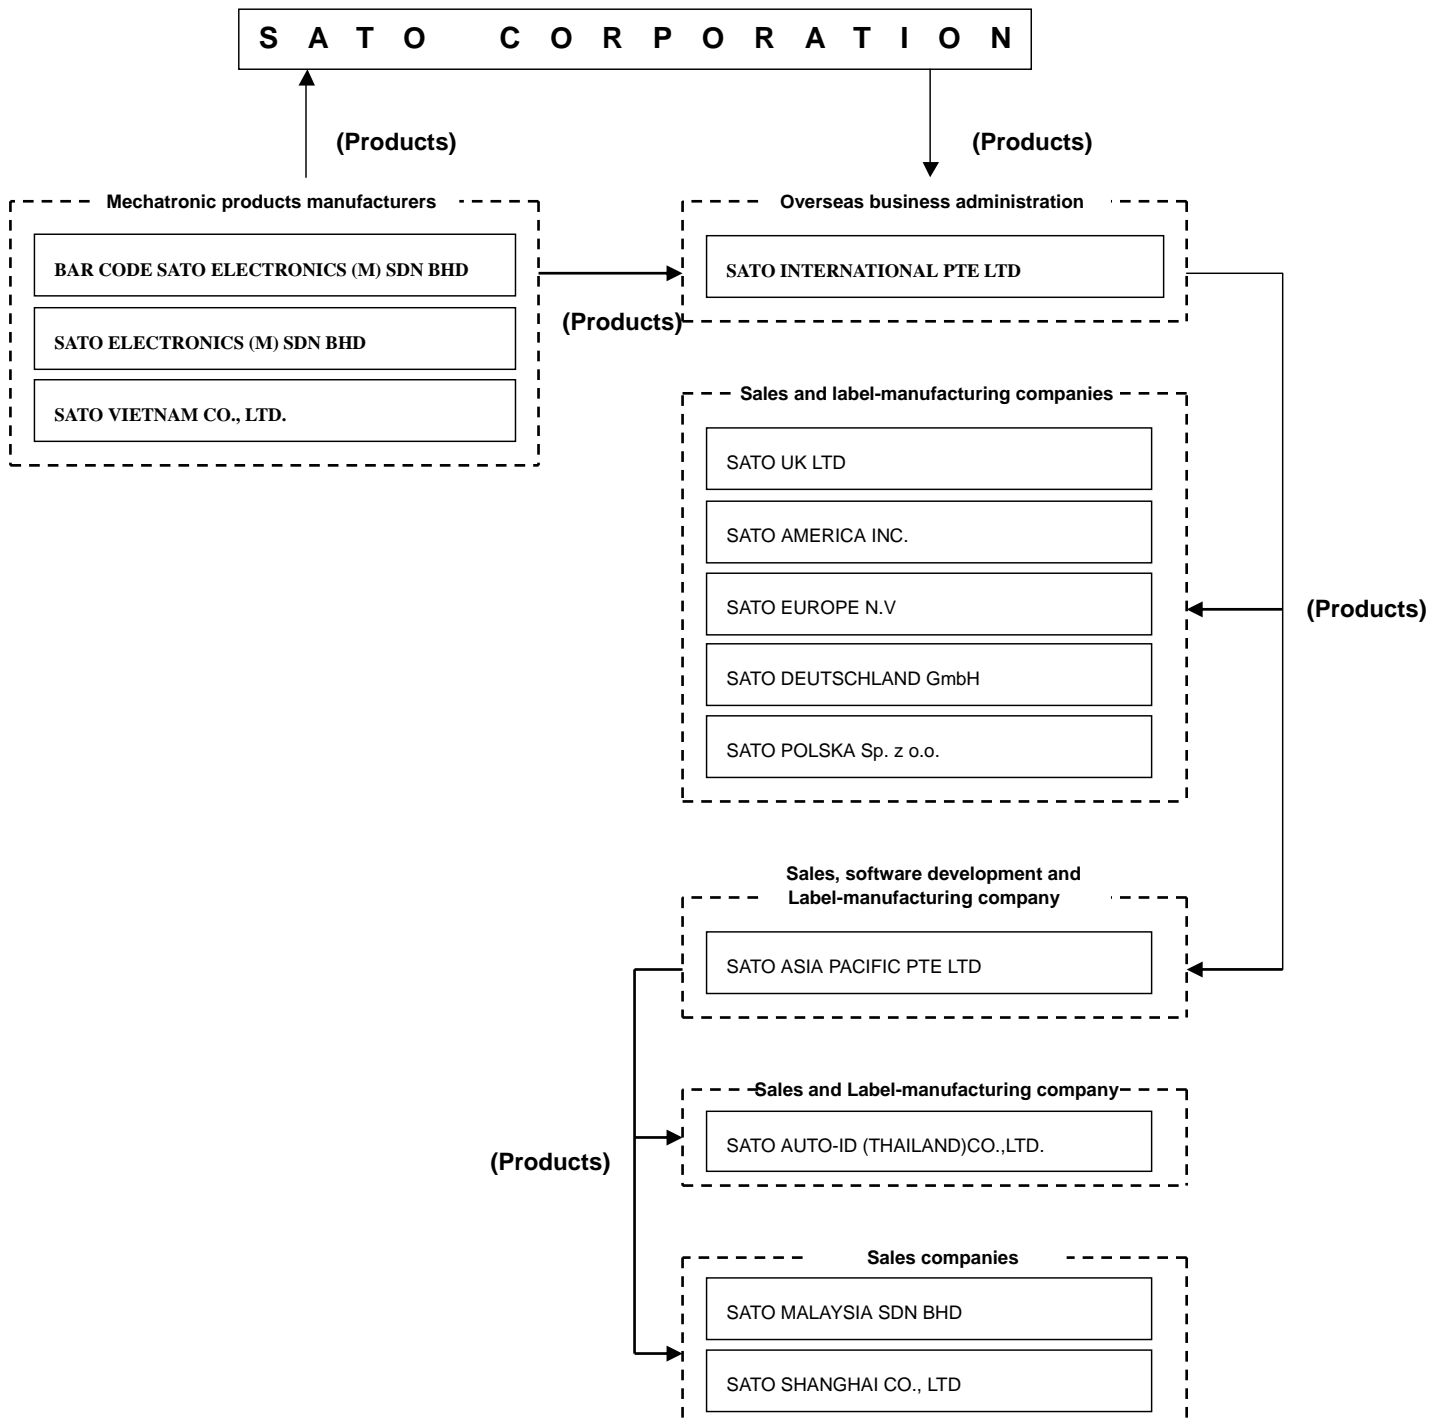 SATO CORPORATION
(Products)
(Products)
Mechatronic products manufacturers
BAR CODE SATO ELECTRONICS (M) SDN BHD
SATO ELECTRONICS (M) SDN BHD
SATO VIETNAM CO., LTD.
(Products)
Overseas business administration
SATO INTERNATIONAL PTE LTD
Sales and label-manufacturing companies
SATO UK LTD
SATO AMERICA INC.
SATO EUROPE N.V
SATO DEUTSCHLAND GmbH
SATO POLSKA Sp. z o.o.
(Products)
Sales, software development and
Label-manufacturing company
SATO ASIA PACIFIC PTE LTD
Sales and Label-manufacturing company
SATO AUTO-ID (THAILAND)CO.,LTD.
(Products)
Sales companies
SATO MALAYSIA SDN BHD
SATO SHANGHAI CO., LTD